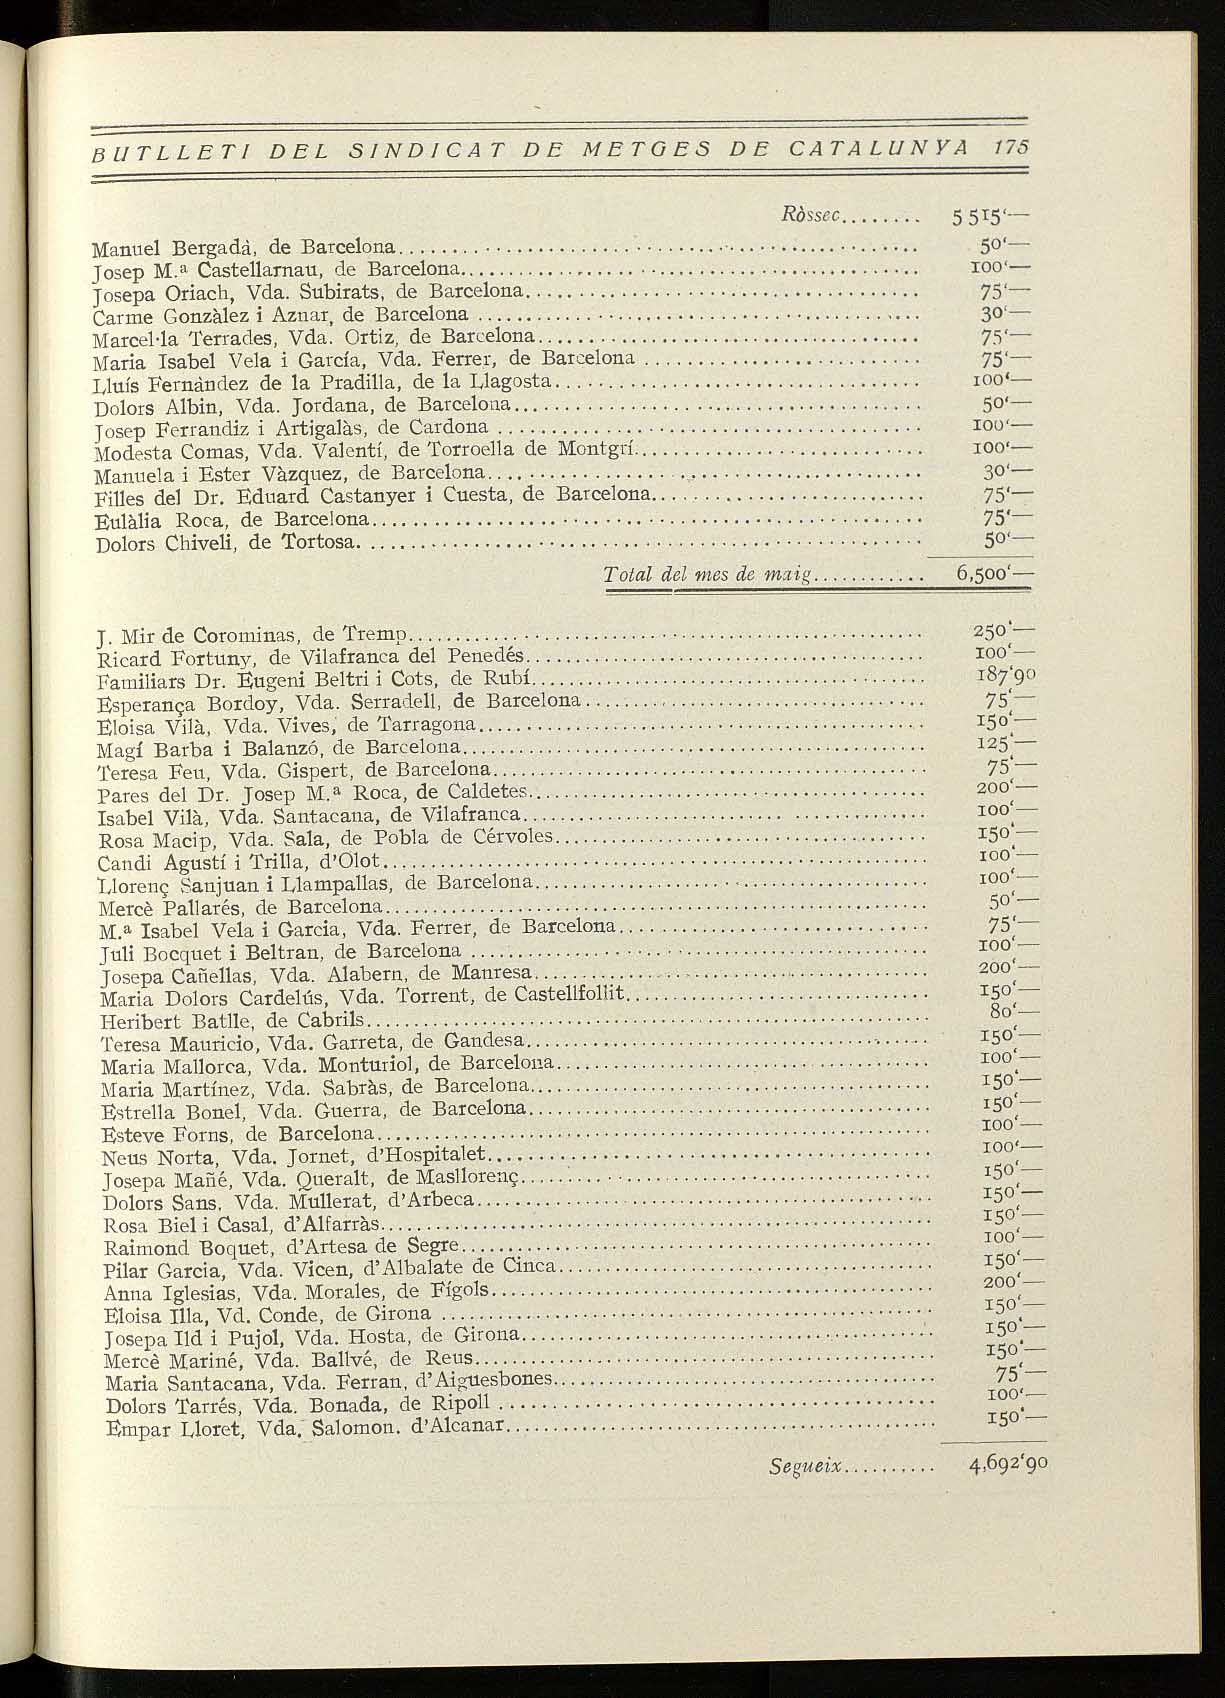 BUTLLETI DEL SINDICAT DE METGES DE CATALUNYA 175
Ròssec........ 5 515'—
Manuel Bergadà, de Barcelona........ 50'—
Josep M.ª Castellarnau, de Barcelona........ 100'—
Josepa Oriach, Vda. Subirats, de Barcelona........ 75'—
Carme Gonzàlez i Aznar, de Barcelona ........ 30'—
Marcel·la Terrades, Vda. Ortiz, de Barcelona........ 75'—
Maria Isabel Vela i García, Vda. Ferrer, de Barcelona ........ 75'—
Lluís Fernàndez de la Pradilla, de la Llagosta........ 100'—
Dolors Albin, Vda. Jordana, de Barcelona........ 50'—
Josep Ferrandiz i Artigalàs, de Cardona ........ 100'—
Modesta Comas, Vda. Valentí, de Torroella de Montgrí........ 100'—
Manuela i Ester Vàzquez, de Barcelona........ 30'—
Filles del Dr. Eduard Castanyer i Cuesta, de Barcelona........ 75'—
Eulàlia Roca, de Barcelona........ 75'—
Dolors Chiveli, de Tortosa........ 50'—
Total del mes de maig........ 6,500'—
J. Mir de Corominas, de Tremp........ 250'—
Ricard Fortuny, de Vilafranca del Penedés........ 100'—
Familiars Dr. Eugeni Beltri i Cots, de Rubí........ 187'90
Esperança Bordoy, Vda. Serradell, de Barcelona........ 75'—
Eloisa Vilà, Vda. Vives, de Tarragona........ 150'—
Magí Barba i Balanzó, de Barcelona........ 125'—
Teresa Feu, Vda. Gispert, de Barcelona........ 75'—
Pares del Dr. Josep M.ª Roca, de Caldetes........ 200'—
Isabel Vilà, Vda. Santacana, de Vilafranca........ 100'—
Rosa Macip, Vda. Sala, de Pobla de Cérvoles........ 150'—
Candi Agustí i Trilla, d'Olot........ 100'—
Llorenç Sanjuan i Llampallas, de Barcelona........ 100'—
Mercè Pallarés, de Barcelona........ 50'—
M.ª Isabel Vela i Garcia, Vda. Ferrer, de Barcelona........ 75'—
Juli Bocquet i Beltran, de Barcelona ........ 100'—
Josepa Cañellas, Vda. Alabern, de Manresa........ 200'—
Maria Dolors Cardelús, Vda. Torrent, de Castellfollit........ 150'—
Heribert Batlle, de Cabrils........ 80'—
Teresa Mauricio, Vda. Garreta, de Gandesa........ 150'—
Maria Mallorca, Vda. Monturiol, de Barcelona........ 100'—
Maria Martínez, Vda. Sabràs, de Barcelona........ 150'—
Estrella Bonel, Vda. Guerra, de Barcelona........ 150'—
Esteve Forns, de Barcelona........ 100'—
Neus Norta, Vda. Jornet, d'Hospitalet........ 100'—
Josepa Mañé, Vda. Queralt, de Masllorenç........ 150'—
Dolors Sans, Vda. Mullerat, d'Arbeca........ 150'—
Rosa Biel i Casal, d'Alfarràs........ 150'—
Raimond Boquet, d'Artesa de Segre........ 100'—
Pilar Garcia, Vda. Vicen, d'Albalate de Cinca........ 150'—
Anna Iglesias, Vda. Morales, de Fígols........ 200'—
Eloisa Illa, Vd. Conde, de Girona ........ 150'—
Josepa Ild i Pujol, Vda. Hosta, de Girona........ 150'—
Mercè Mariné, Vda. Ballvé, de Reus........ 150'—
Maria Santacana, Vda. Ferran, d'Aiguesbones........ 75'—
Dolors Tarrés, Vda. Bonada, de Ripoll ........ 100'—
Empar Lloret, Vda. Salomon. d'Alcanar........ 150'—
Segueix........ 4,692'90